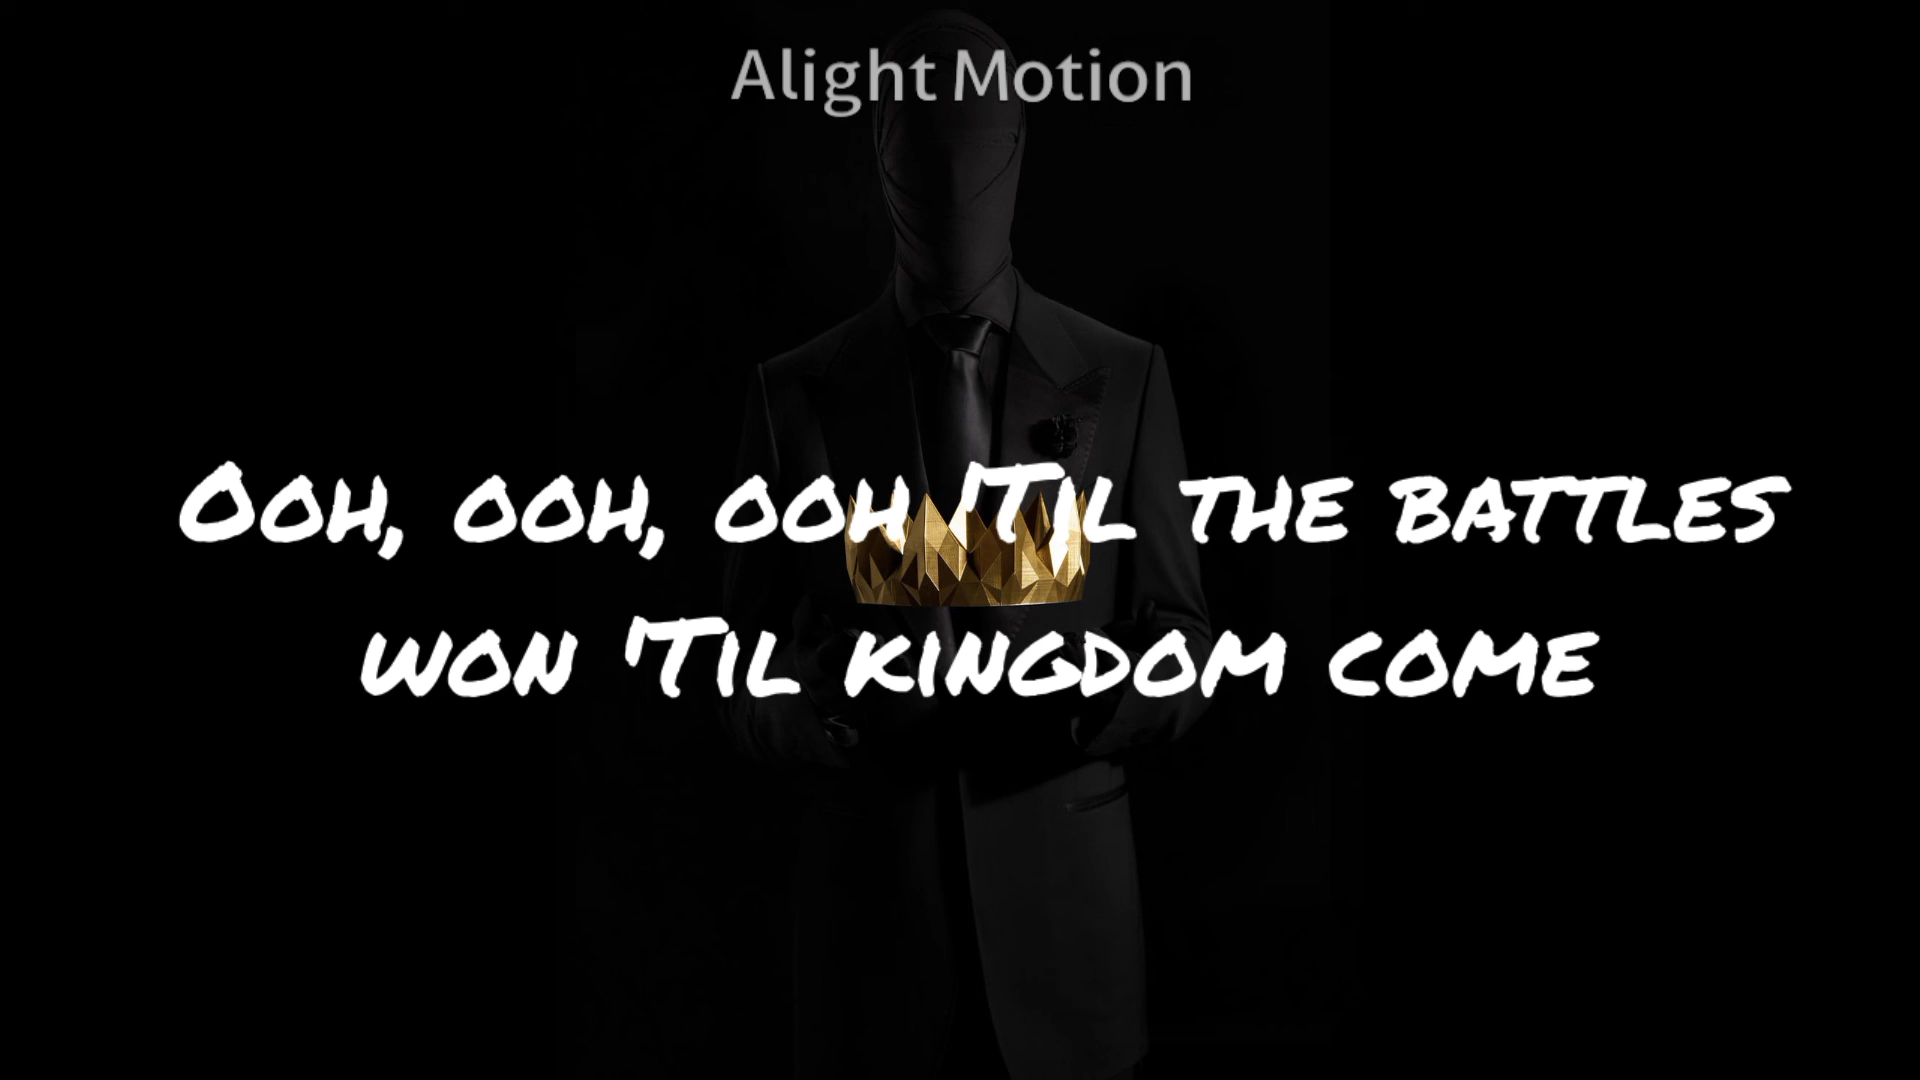 Alight Motion
Ooh, ooh, ooh 'Til the battles
won 'Til kingdom come